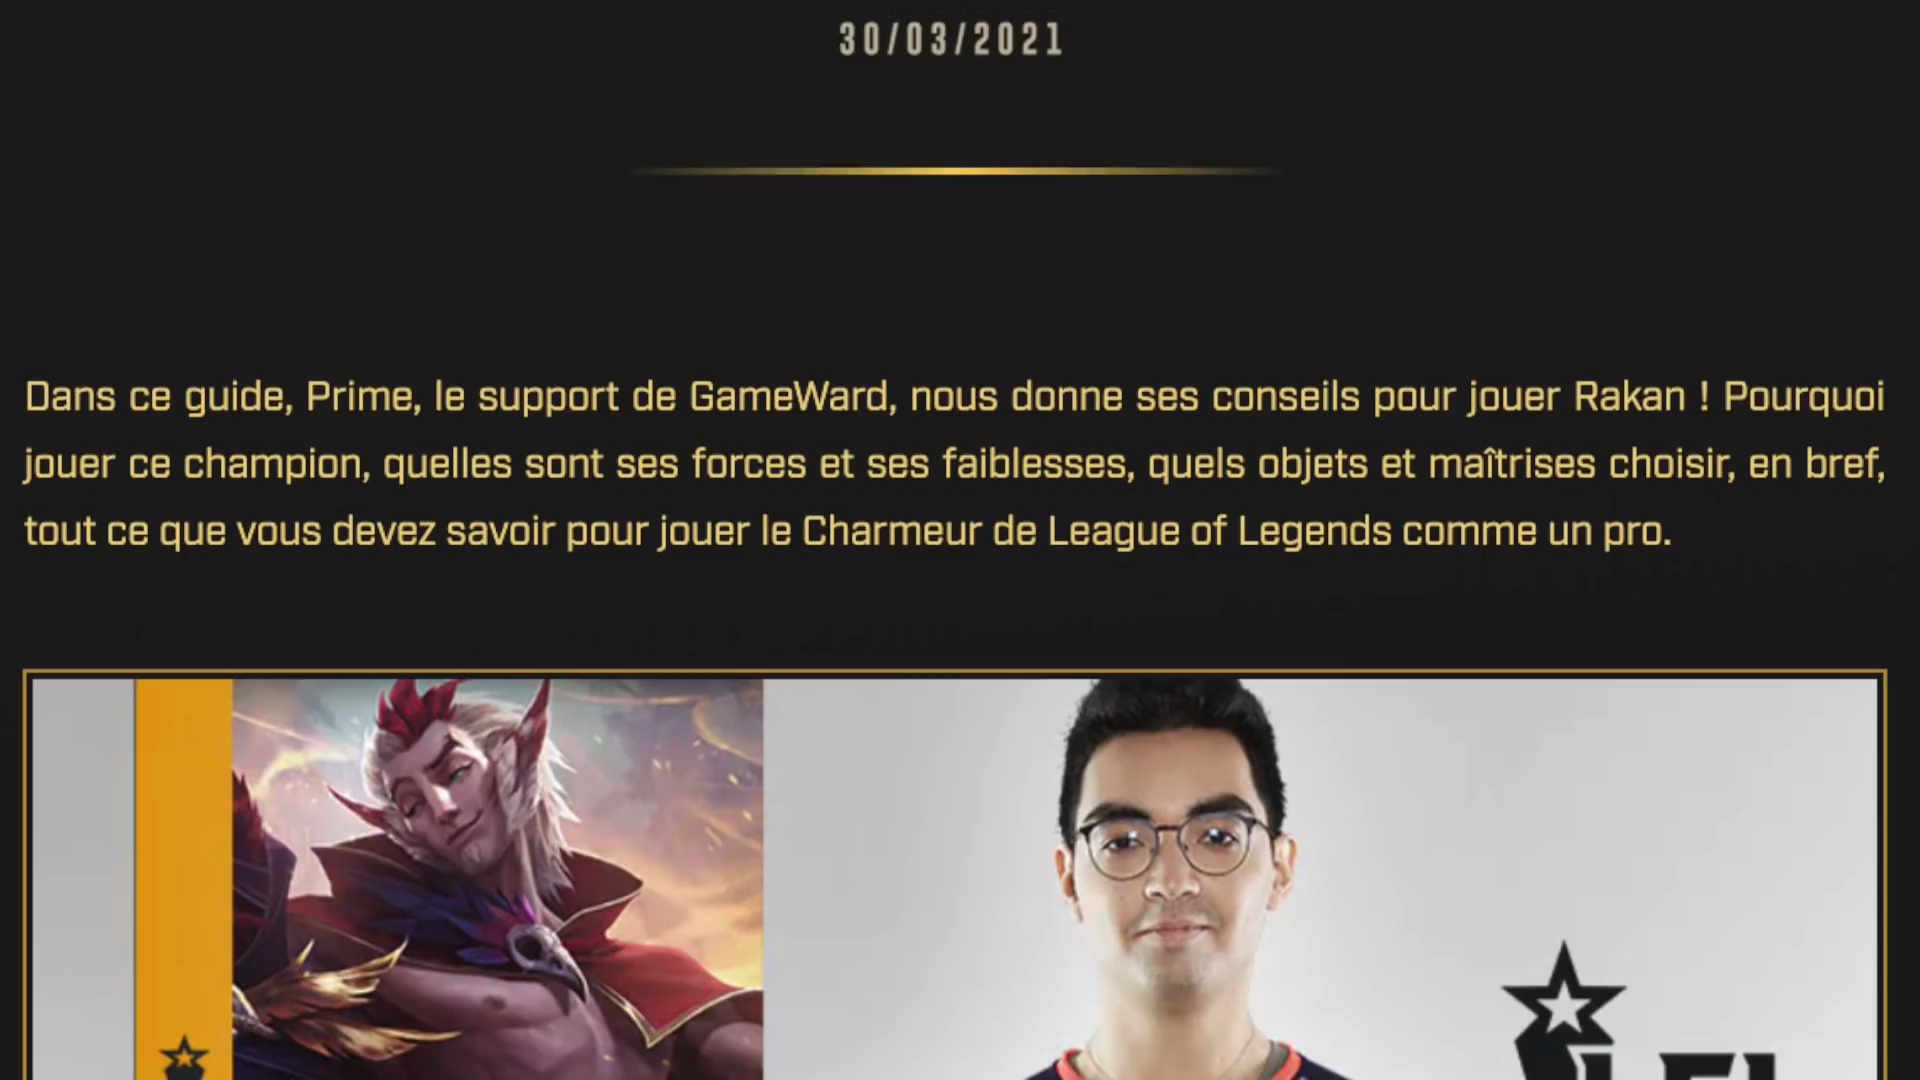 30/03/2021
Dans ce guide, Prime, le support de GameWard, nous donne ses conseils pour jouer Rakan ! Pourquoi
jouer ce champion, quelles sont ses forces et ses faiblesses, quels objets et maîtrises choisir, en bref,
tout ce que vous devez savoir pour jouer le Charmeur de League of Legends comme un pro.